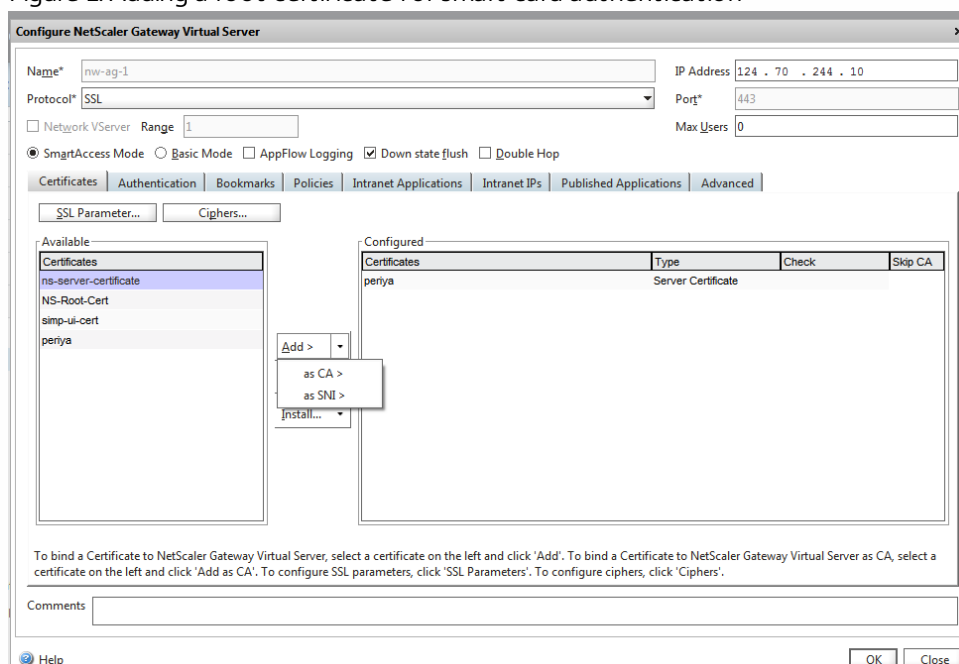 Figure 2. Adding a root certificate for smart card authentication
Configure NetScaler Gateway Virtual Server
Name* nw-ag-1 IP Address 124 . 70 . 244 . 10
Protocol* SSL Port* 443
Network VServer Range 1 Max Users 0
SmartAccess Mode Basic Mode AppFlow Logging Down state flush Double Hop
Certificates Authentication Bookmarks Policies Intranet Applications Intranet IPs Published Applications Advanced
SSL Parameter... Ciphers...
Available Configured
Certificates Certificates Type Check Skip CA
ns-server-certificate periya Server Certificate
NS-Root-Cert
simp-ui-cert
periya
Add >
as CA >
as SNI >
Install...
To bind a Certificate to NetScaler Gateway Virtual Server, select a certificate on the left and click 'Add'. To bind a Certificate to NetScaler Gateway Virtual Server as CA, select a
certificate on the left and click 'Add as CA'. To configure SSL parameters, click 'SSL Parameters'. To configure ciphers, click 'Ciphers'.
Comments
Help OK Close